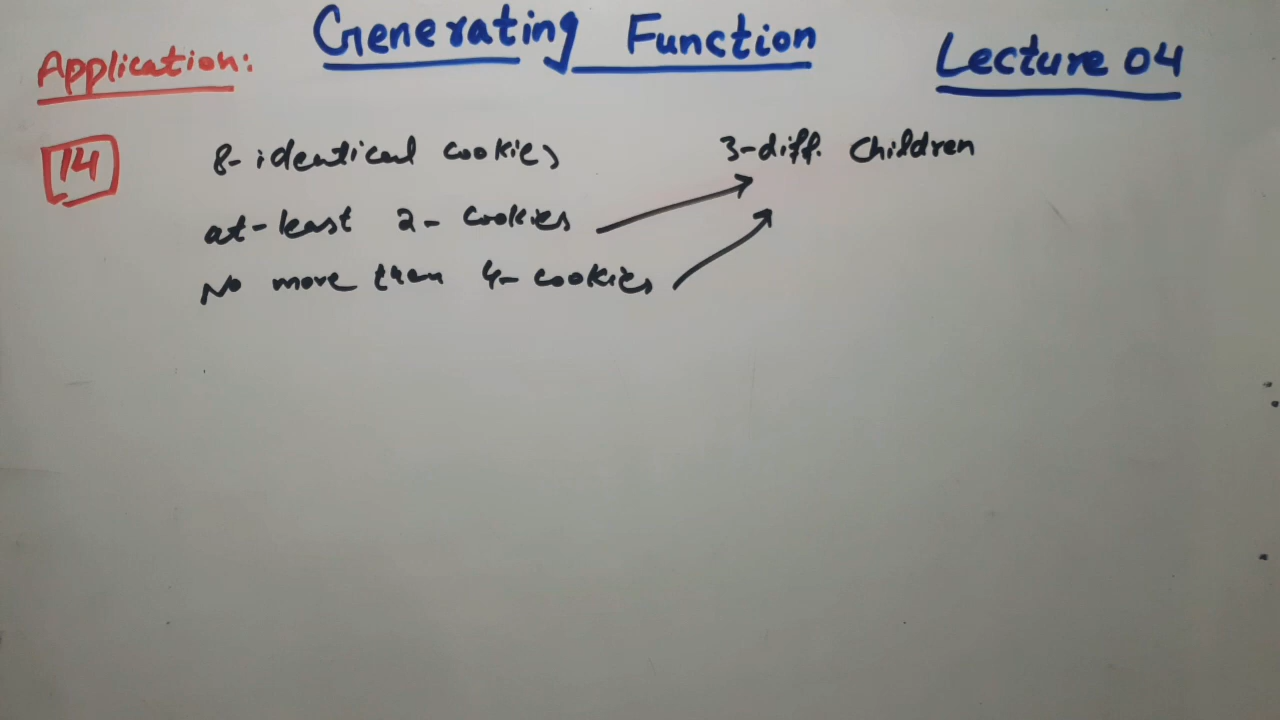 Generating Function
Application:
Lecture 04
14
8-identical cookies
3-diff. children
at-least 2-cookies
No more than 4-cookies